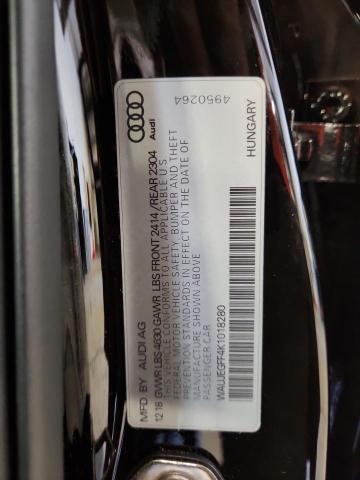 Audi
4950264
MFD. BY AUDI AG
12 18 GVWR LBS 4630 GAWR LBS FRONT 2414 / REAR 2304
THIS VEHICLE CONFORMS TO ALL APPLICABLE U S
FEDERAL MOTOR VEHICLE SAFETY, BUMPER AND THEFT
PREVENTION STANDARDS IN EFFECT ON THE DATE OF
MANUFACTURE SHOWN ABOVE
PASSENGER CAR
WAUJEGFF4K1018280
HUNGARY